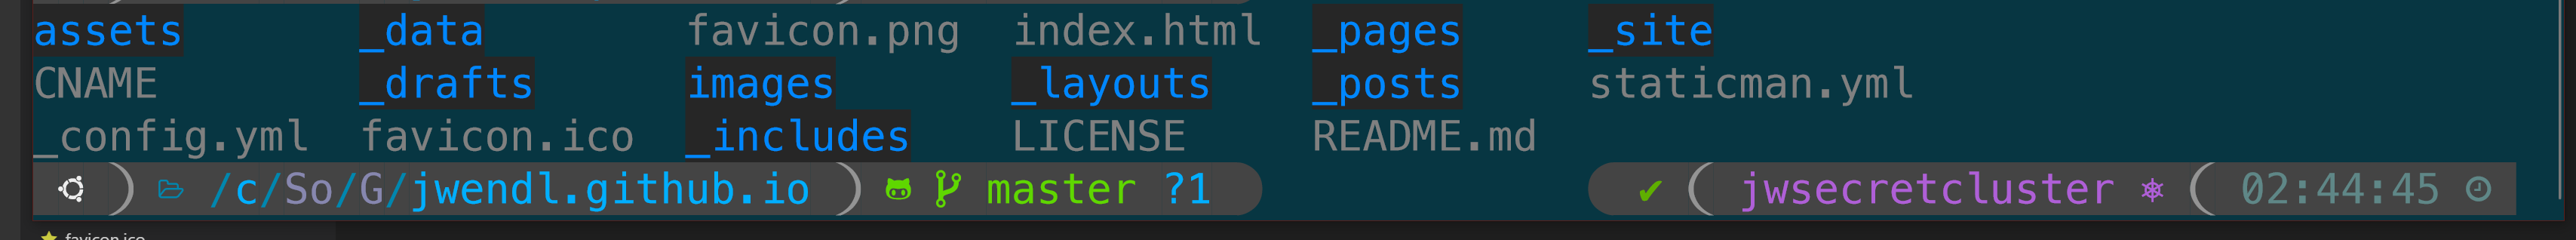 assets _data favicon.png index.html _pages _site
CNAME _drafts images _layouts _posts staticman.yml
_config.yml favicon.ico _includes LICENSE README.md
/c/So/G/jwendl.github.io master ?1 ✔ jwsecretcluster 02:44:45
favicon.ico